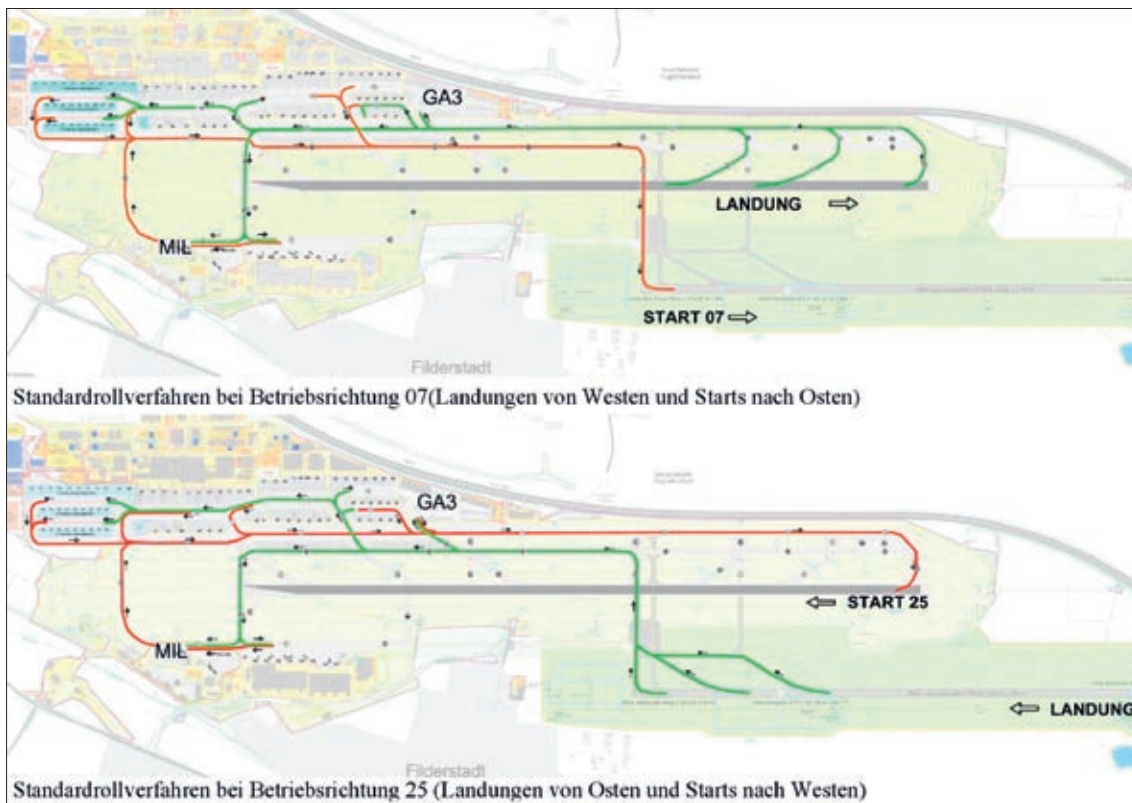 GA3
LANDUNG
MIL
START 07
Filderstadt
Standardrollverfahren bei Betriebsrichtung 07(Landungen von Westen und Starts nach Osten)
GA3
START 25
MIL
LANDUNG
Filderstadt
Standardrollverfahren bei Betriebsrichtung 25 (Landungen von Osten und Starts nach Westen)